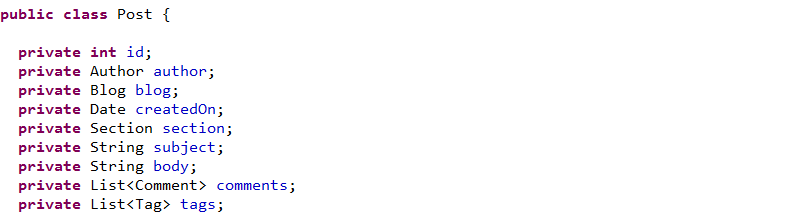 public class Post {
private int id;
private Author author;
private Blog blog;
private Date createdOn;
private Section section;
private String subject;
private String body;
private List<Comment> comments;
private List<Tag> tags;